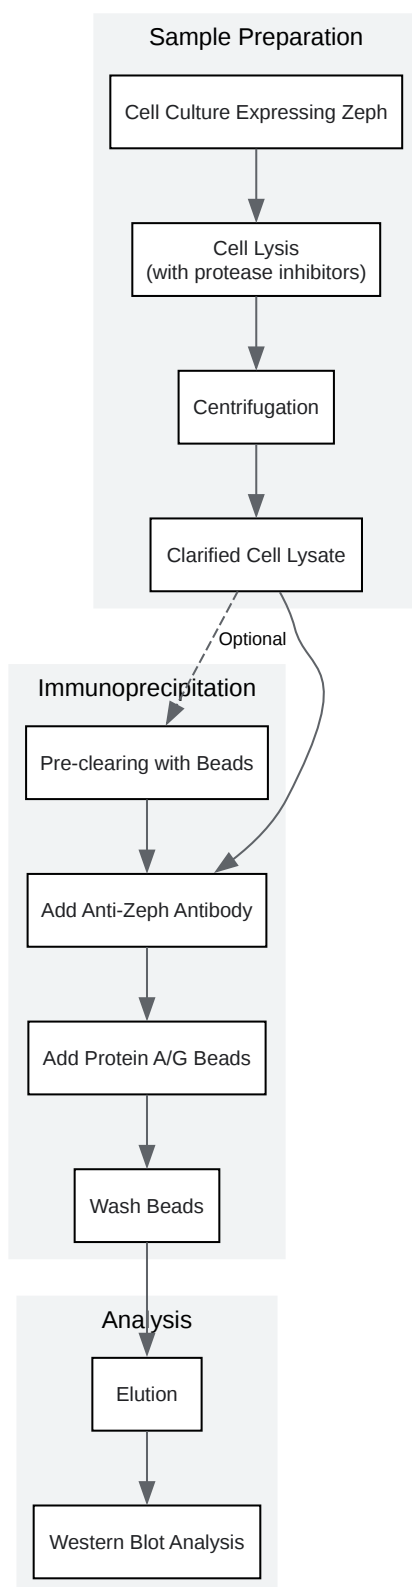 Sample Preparation
Cell Culture Expressing Zeph
Cell Lysis
(with protease inhibitors)
Centrifugation
Clarified Cell Lysate
Optional
Immunoprecipitation
Pre-clearing with Beads
Add Anti-Zeph Antibody
Add Protein A/G Beads
Wash Beads
Analysis
Elution
Western Blot Analysis